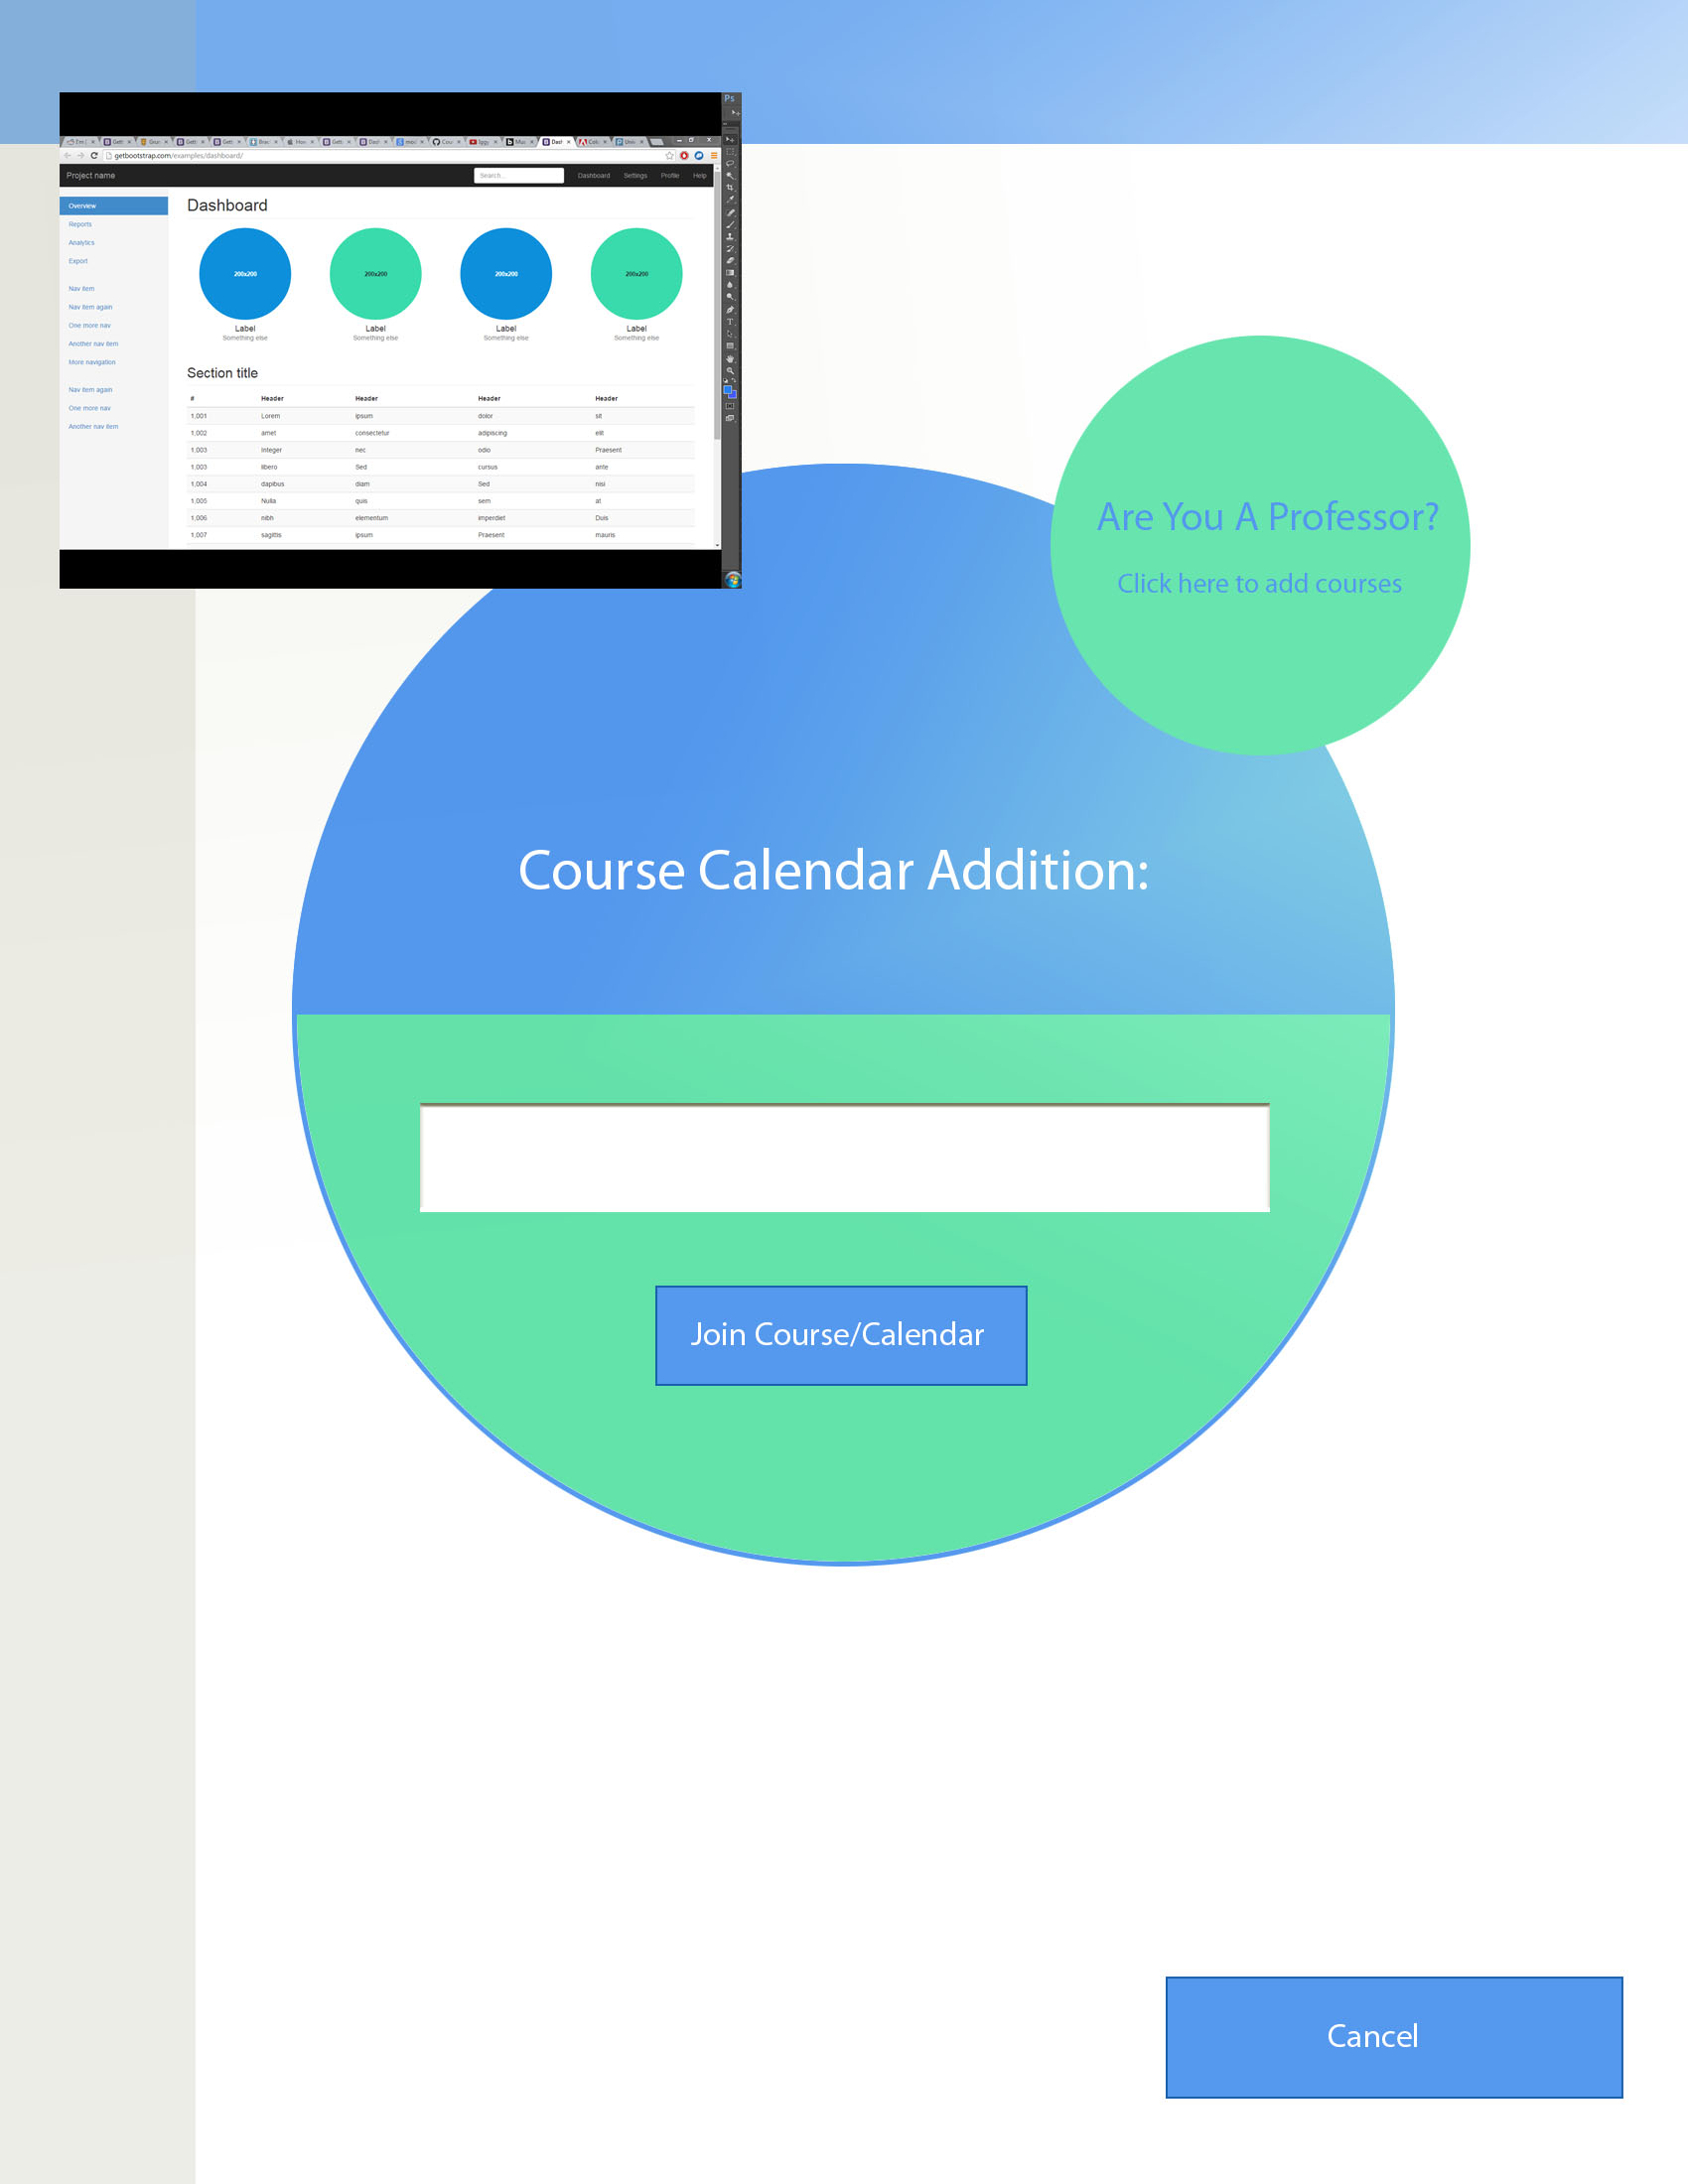 Ps
getbootstrap.com/examples/dashboard/
Project name
Search...
Dashboard Settings Profile Help
Overview
Reports
Analytics
Export
Nav item
Nav item again
One more nav
Another nav item
More navigation
Nav item again
One more nav
Another nav item
Dashboard
200x200 200x200 200x200 200x200
Label Label Label Label
Something else Something else Something else Something else
Section title
# Header Header Header Header
1,001 Lorem ipsum dolor sit
1,002 amet consectetur adipiscing elit
1,003 Integer nec odio Praesent
1,003 libero Sed cursus ante
1,004 dapibus diam Sed nisi
1,005 Nulla quis sem at
1,006 nibh elementum imperdiet Duis
1,007 sagittis ipsum Praesent mauris
Are You A Professor?
Click here to add courses
Course Calendar Addition:
Join Course/Calendar
Cancel